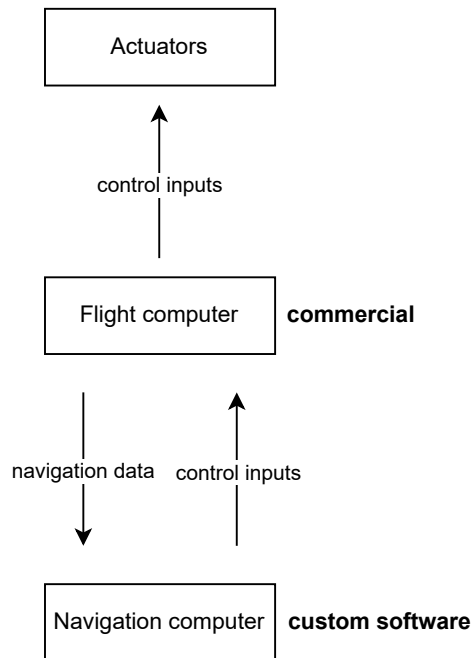 Actuators
control inputs
Flight computer
commercial
navigation data
control inputs
Navigation computer
custom software